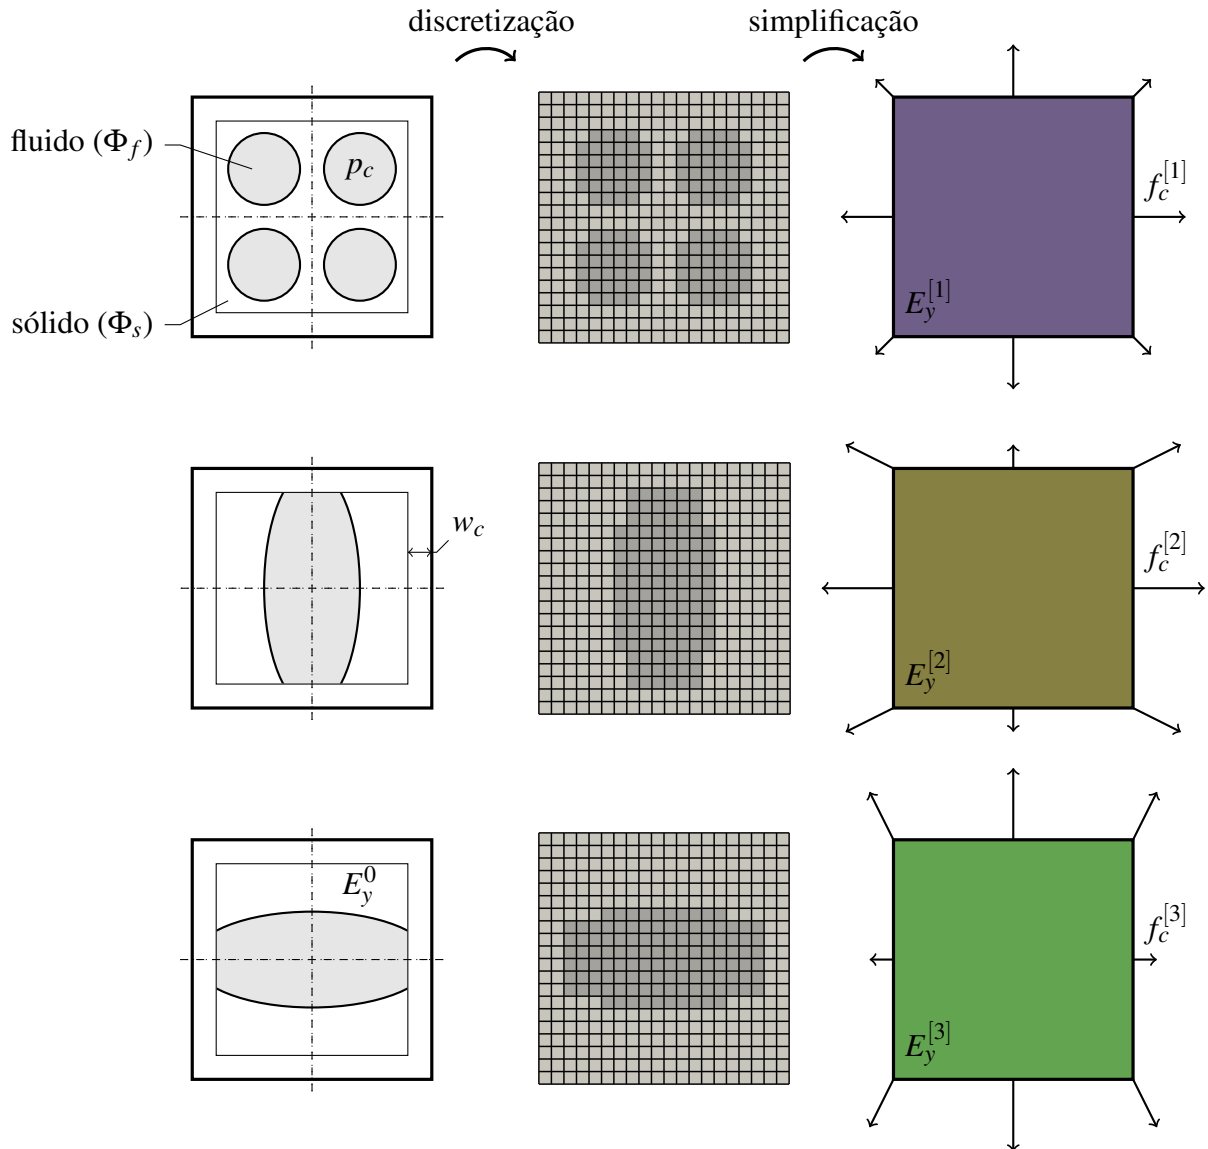 discretização
simplificação
fluido (Φ_f)
p_c
f_c^{[1]}
sólido (Φ_s)
E_y^{[1]}
w_c
f_c^{[2]}
E_y^{[2]}
E_y^0
f_c^{[3]}
E_y^{[3]}